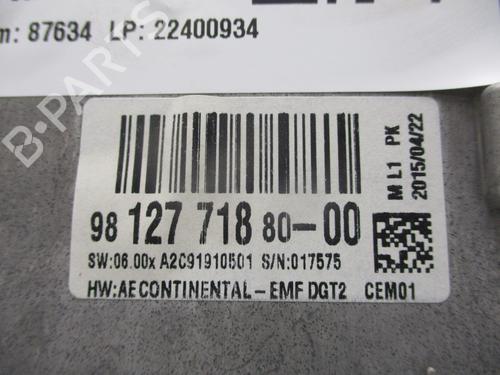 87634 LP: 22400934
98 127 718 80-00
SW:06.00x A2C91910501 S/N:017575
HW:AE CONTINENTAL-EMF DGT2 CEM01
M L1 PK
2015/04/22
B-PARTS